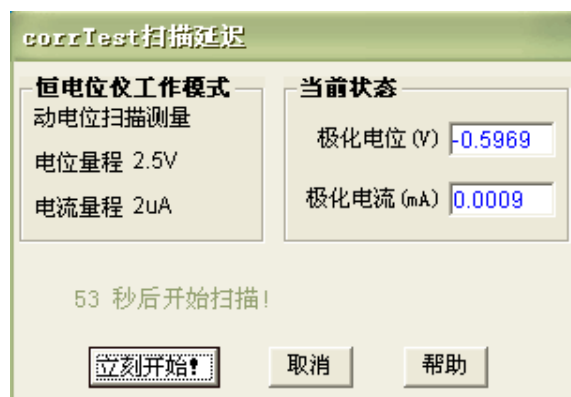 corrTest扫描延迟
恒电位仪工作模式
动电位扫描测量
电位量程 2.5V
电流量程 2uA
当前状态
极化电位(V) -0.5969
极化电流(mA) 0.0009
53 秒后开始扫描!
立刻开始!
取消
帮助